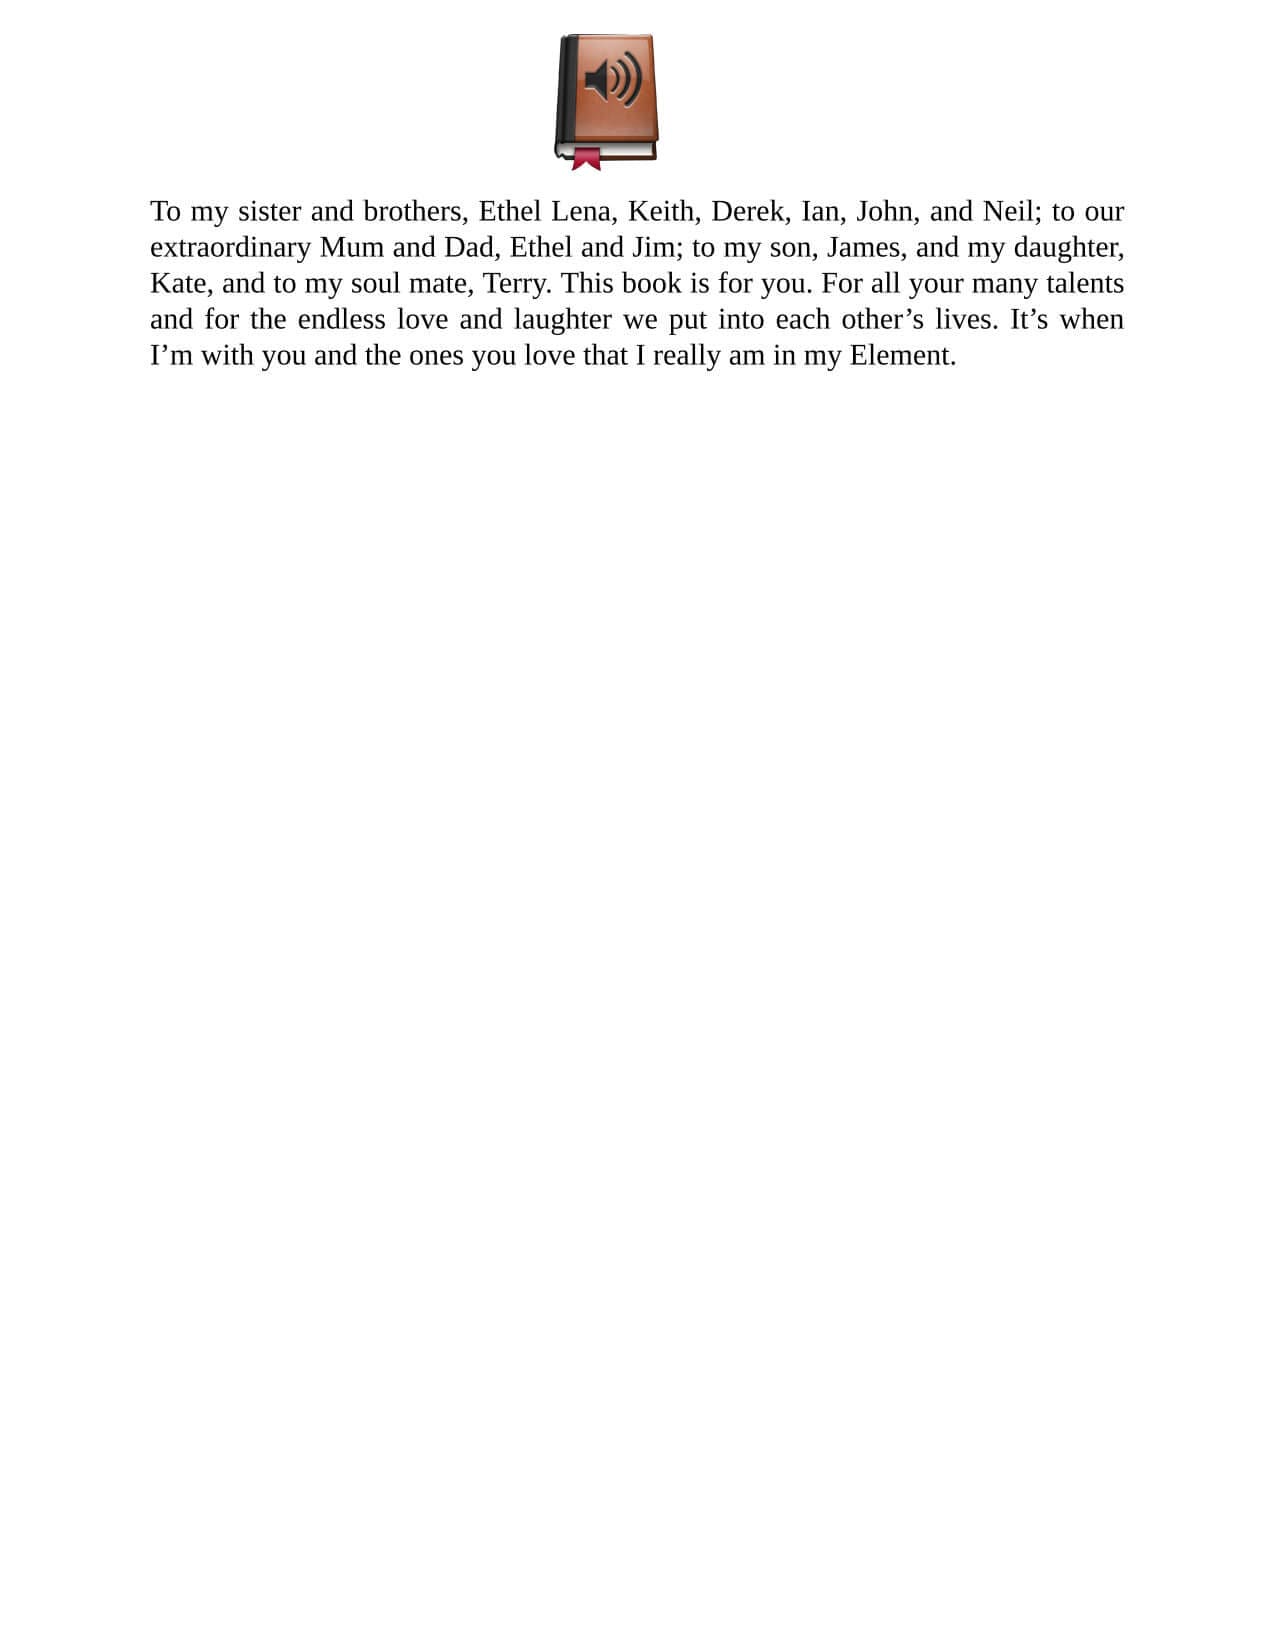 To my sister and brothers, Ethel Lena, Keith, Derek, Ian, John, and Neil; to our
extraordinary Mum and Dad, Ethel and Jim; to my son, James, and my daughter,
Kate, and to my soul mate, Terry. This book is for you. For all your many talents
and for the endless love and laughter we put into each other’s lives. It’s when
I’m with you and the ones you love that I really am in my Element.